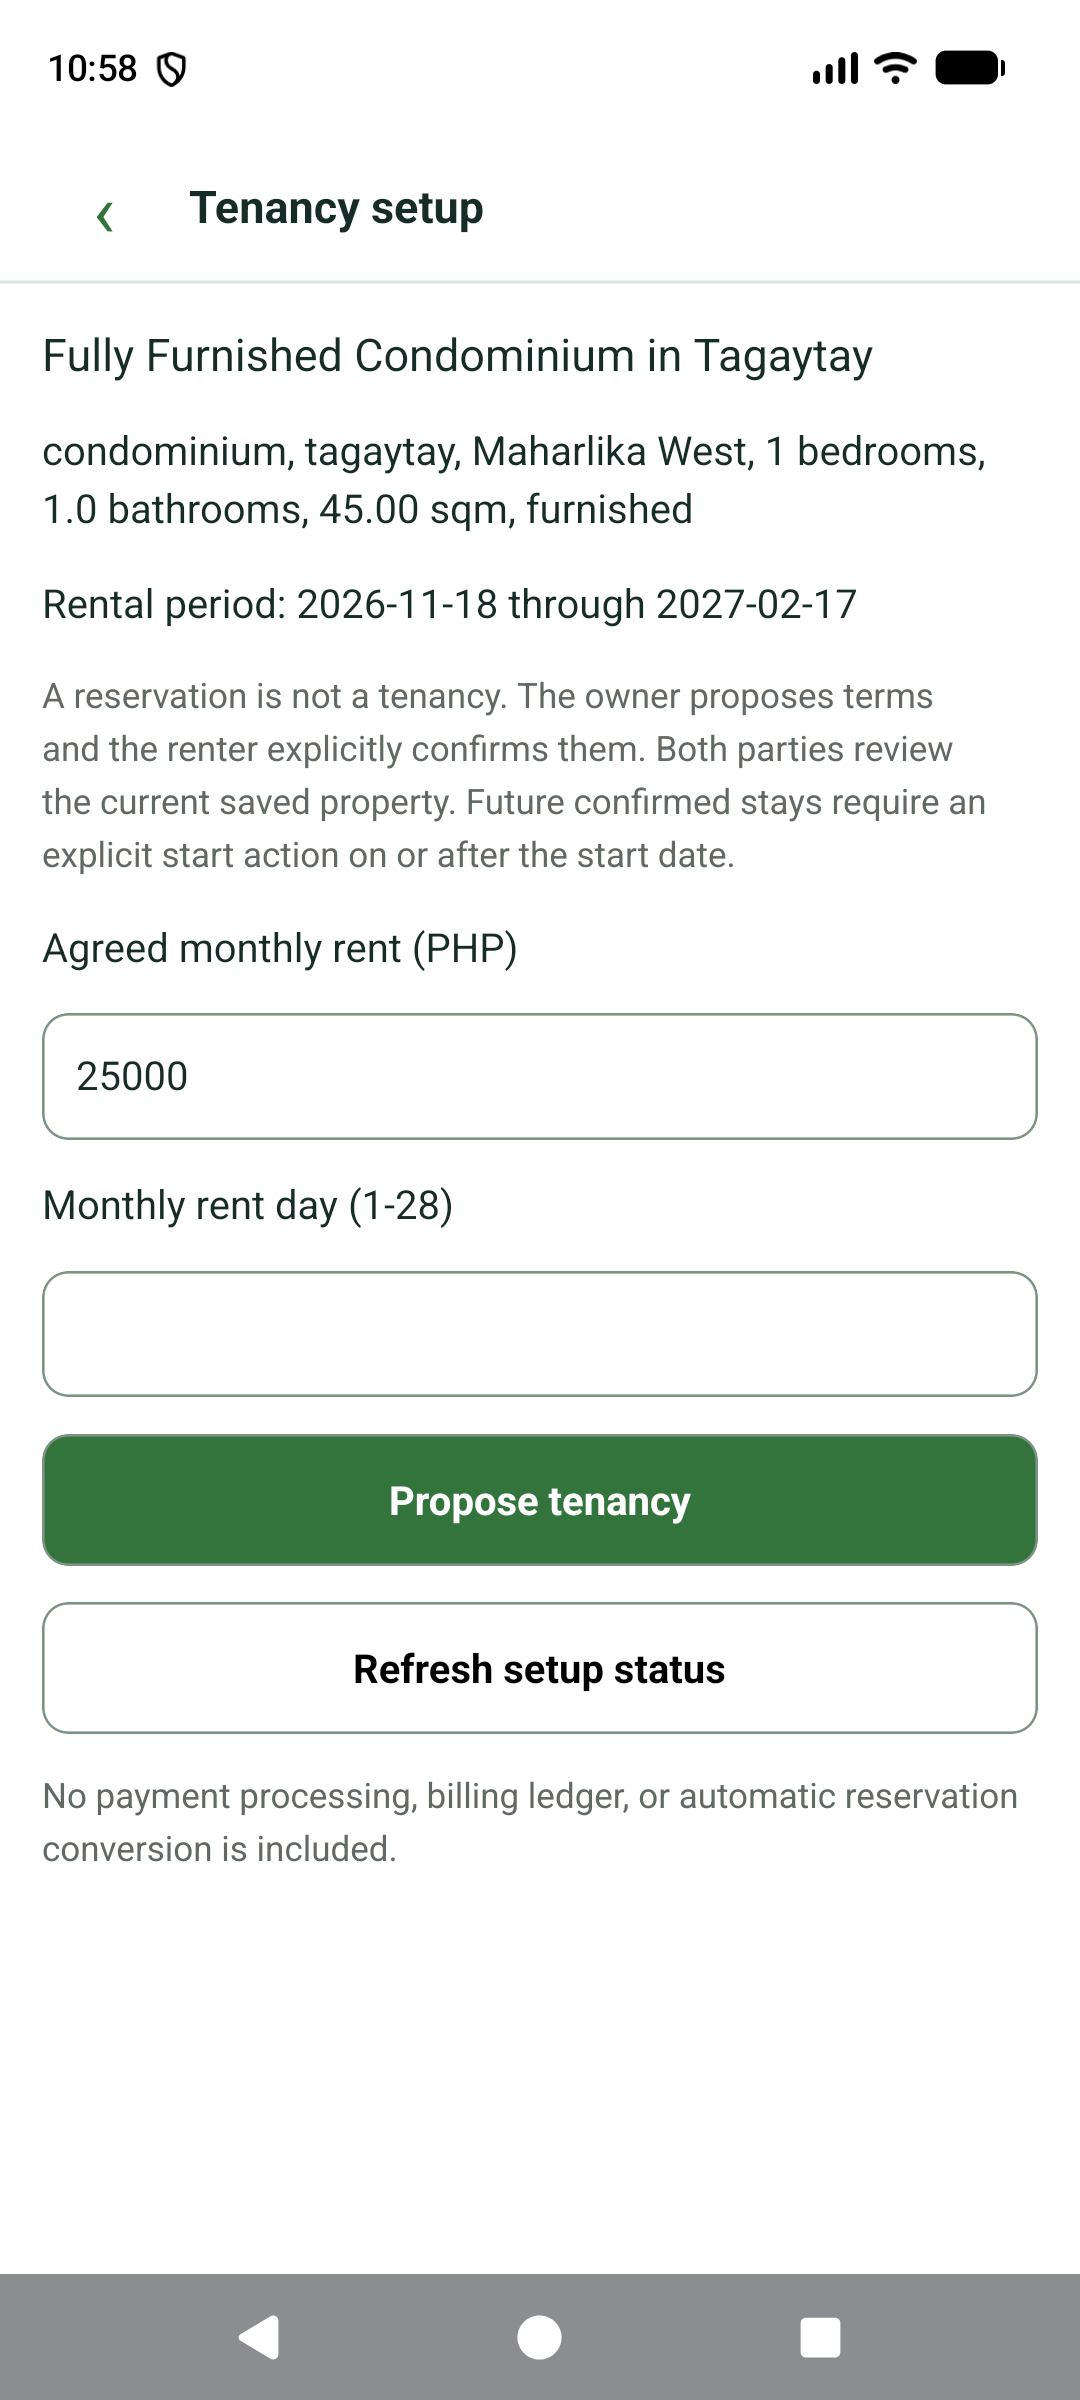 10:58
Tenancy setup
Fully Furnished Condominium in Tagaytay
condominium, tagaytay, Maharlika West, 1 bedrooms,
1.0 bathrooms, 45.00 sqm, furnished
Rental period: 2026-11-18 through 2027-02-17
A reservation is not a tenancy. The owner proposes terms
and the renter explicitly confirms them. Both parties review
the current saved property. Future confirmed stays require an
explicit start action on or after the start date.
Agreed monthly rent (PHP)
25000
Monthly rent day (1-28)
Propose tenancy
Refresh setup status
No payment processing, billing ledger, or automatic reservation
conversion is included.